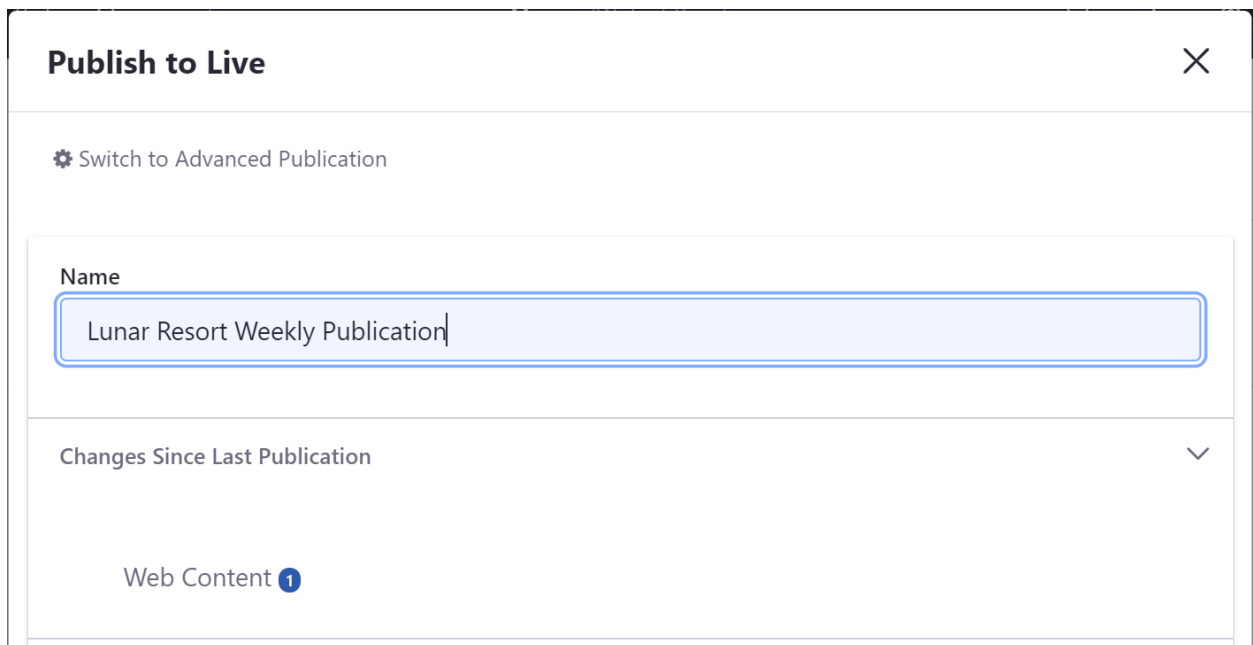 Publish to Live
Switch to Advanced Publication
Name
Lunar Resort Weekly Publication
Changes Since Last Publication
Web Content 1